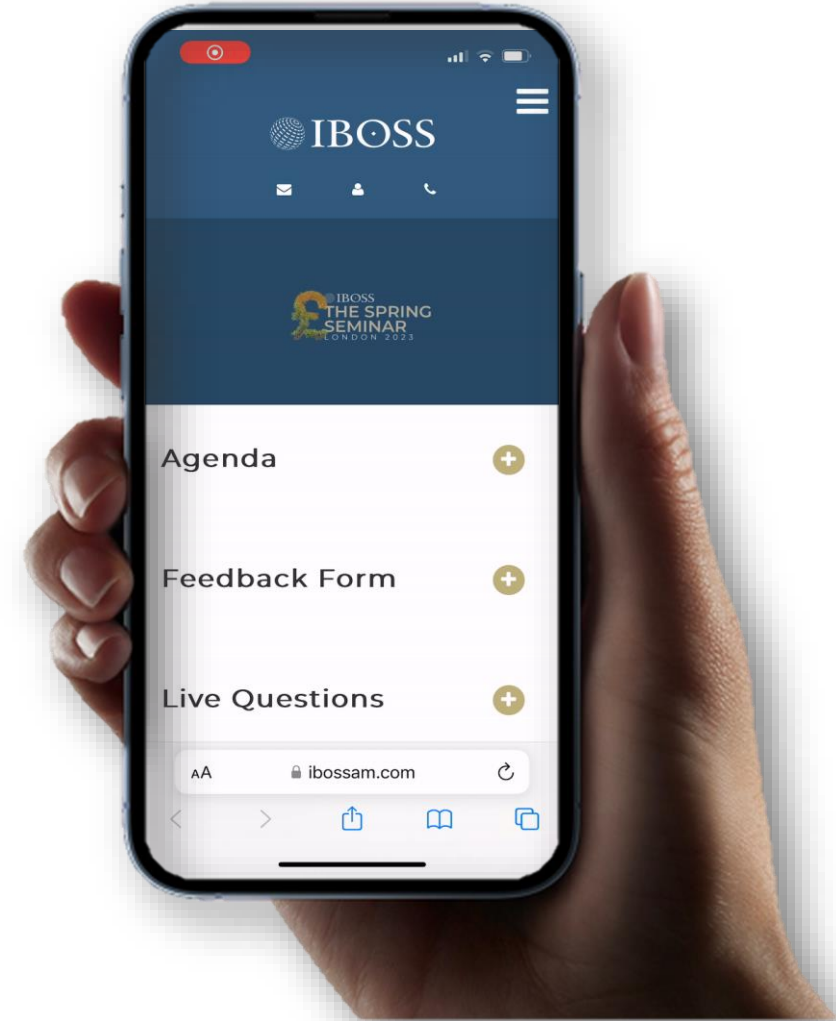 IBOSS
IBOSS
THE SPRING
SEMINAR
LONDON 2023
Agenda
Feedback Form
Live Questions
AA
ibossam.com